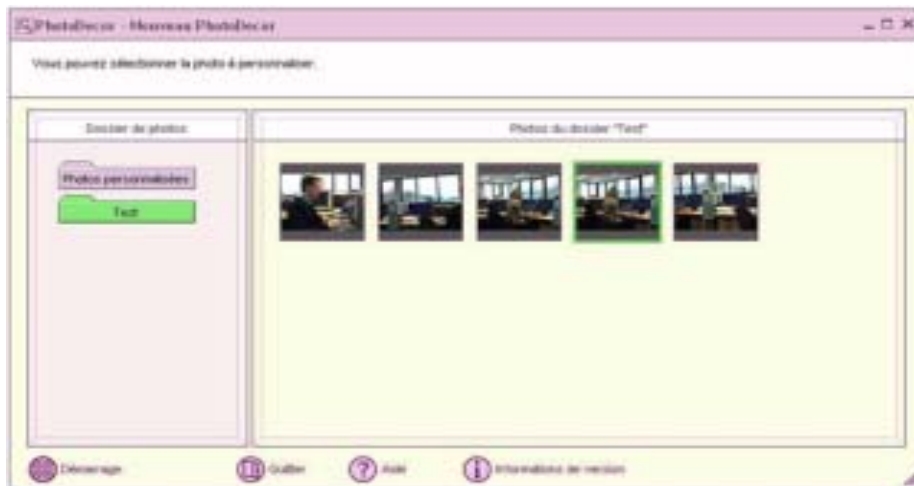 PhotoDecor - Nouveau PhotoDecor
Vous pouvez sélectionner la photo à personnaliser.
Dossier de photos
Photos du dossier "Test"
Photos personnalisées
Test
Démarrage
Quitter
Aide
Informations de version